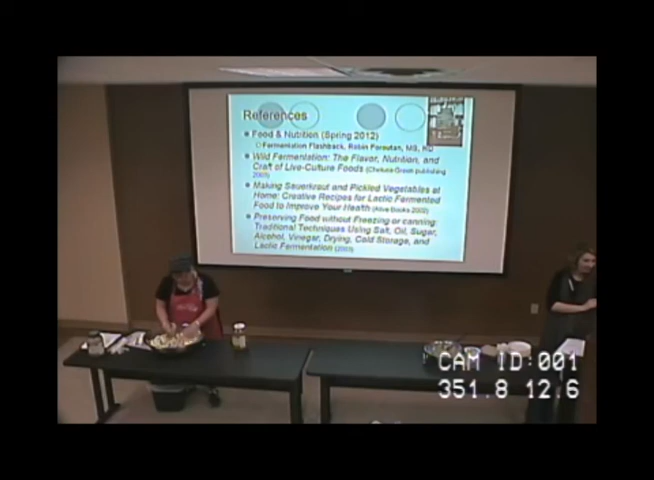 References
Food & Nutrition (Spring 2012)
Fermentation Flashback, Robin Foroutan, MS, RD
Wild Fermentation: The Flavor, Nutrition, and
Craft of Live-Culture Foods (Chelsea Green publishing
2003)
Making Sauerkraut and Pickled Vegetables at
Home: Creative Recipes for Lactic Fermented
Food to Improve Your Health (Alive Books 2002)
Preserving Food without Freezing or canning:
Traditional Techniques Using Salt, Oil, Sugar,
Alcohol, Vinegar, Drying, Cold Storage, and
Lactic Fermentation
CAM ID:001
351.8 12.6